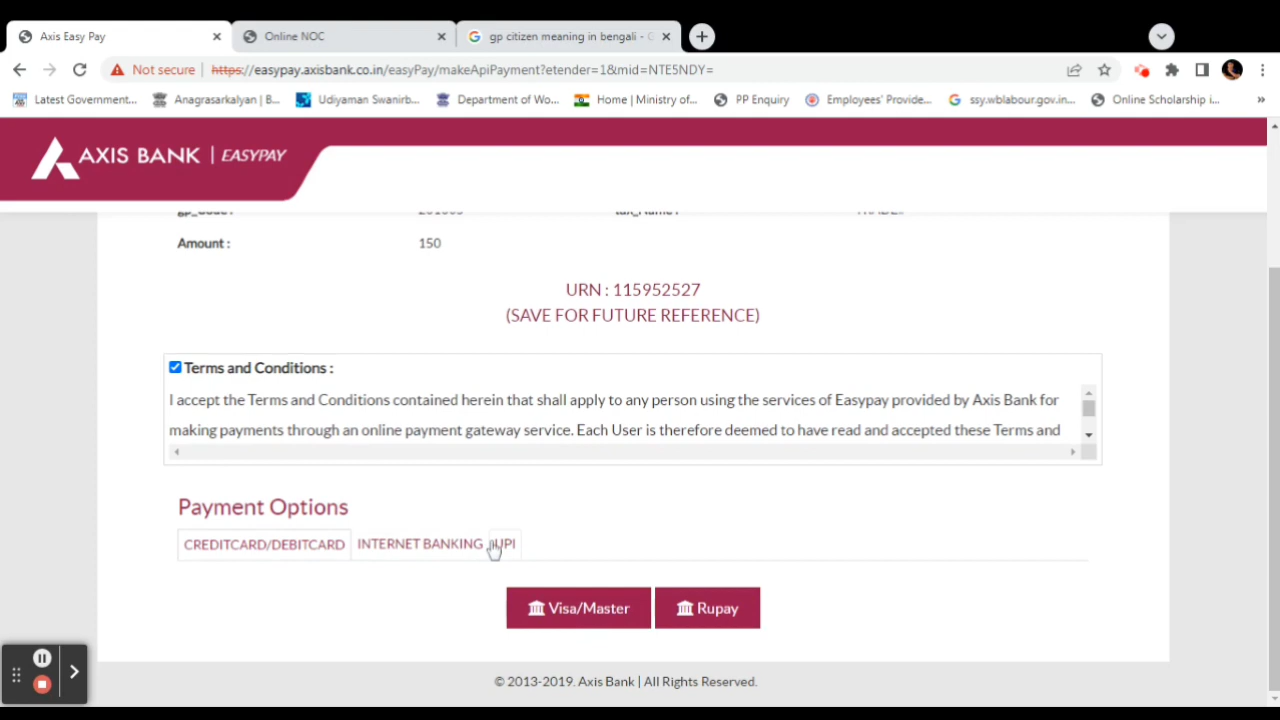 Axis Easy Pay
Online NOC
gp citizen meaning in bengali - G
Not secure | https://easypay.axisbank.co.in/easyPay/makeApiPayment?etender=1&mid=NTE5NDY=
Latest Government... Anagrasarkalyan | B... Udiyaman Swanirb... Department of Wo... Home | Ministry of... PP Enquiry Employees' Provide... ssy.wblabour.gov.in... Online Scholarship i... »
AXIS BANK | EASYPAY
gp_Code :
Amount : 150
URN : 115952527
(SAVE FOR FUTURE REFERENCE)
Terms and Conditions :
I accept the Terms and Conditions contained herein that shall apply to any person using the services of Easypay provided by Axis Bank for
making payments through an online payment gateway service. Each User is therefore deemed to have read and accepted these Terms and
Payment Options
CREDITCARD/DEBITCARD INTERNET BANKING UPI
Visa/Master Rupay
© 2013-2019. Axis Bank | All Rights Reserved.